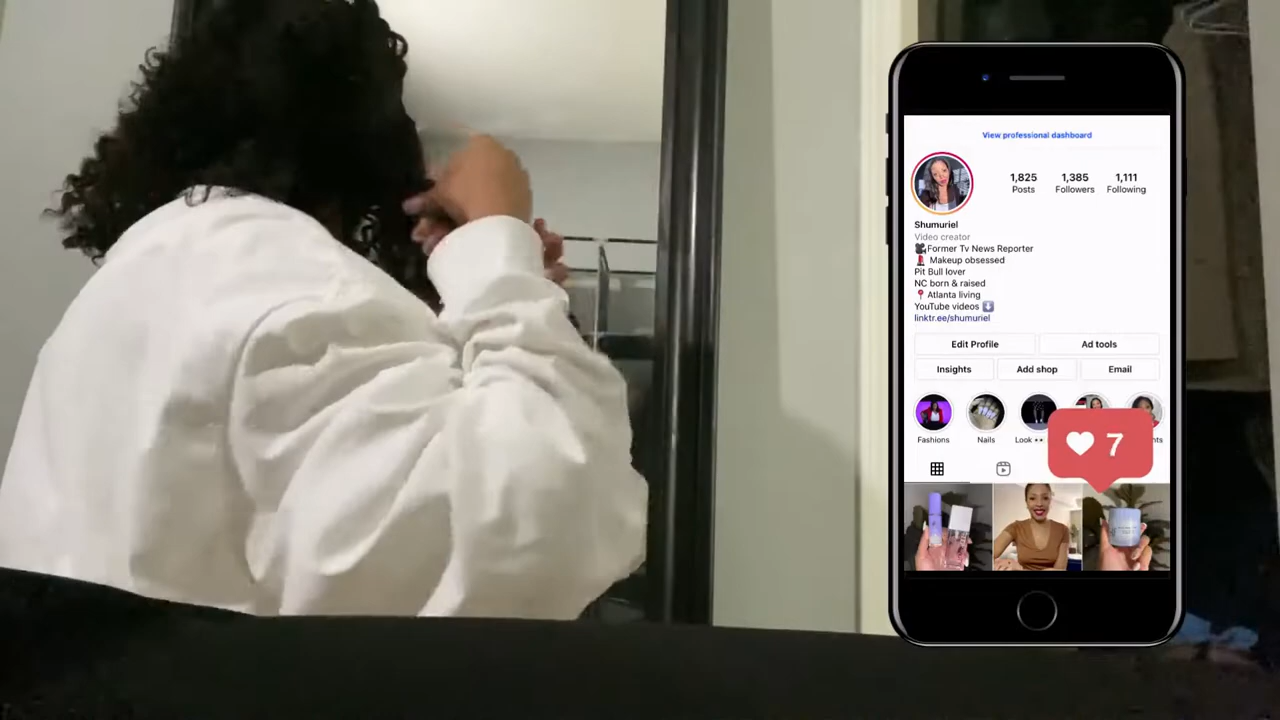 View professional dashboard
1,825 1,385 1,111
Posts Followers Following
Shumuriel
Video creator
🎥Former Tv News Reporter
💄 Makeup obsessed
Pit Bull lover
NC born & raised
📍 Atlanta living
YouTube videos ⬇️
linktr.ee/shumuriel
Edit Profile Ad tools
Insights Add shop Email
Fashions Nails Look 👀
7